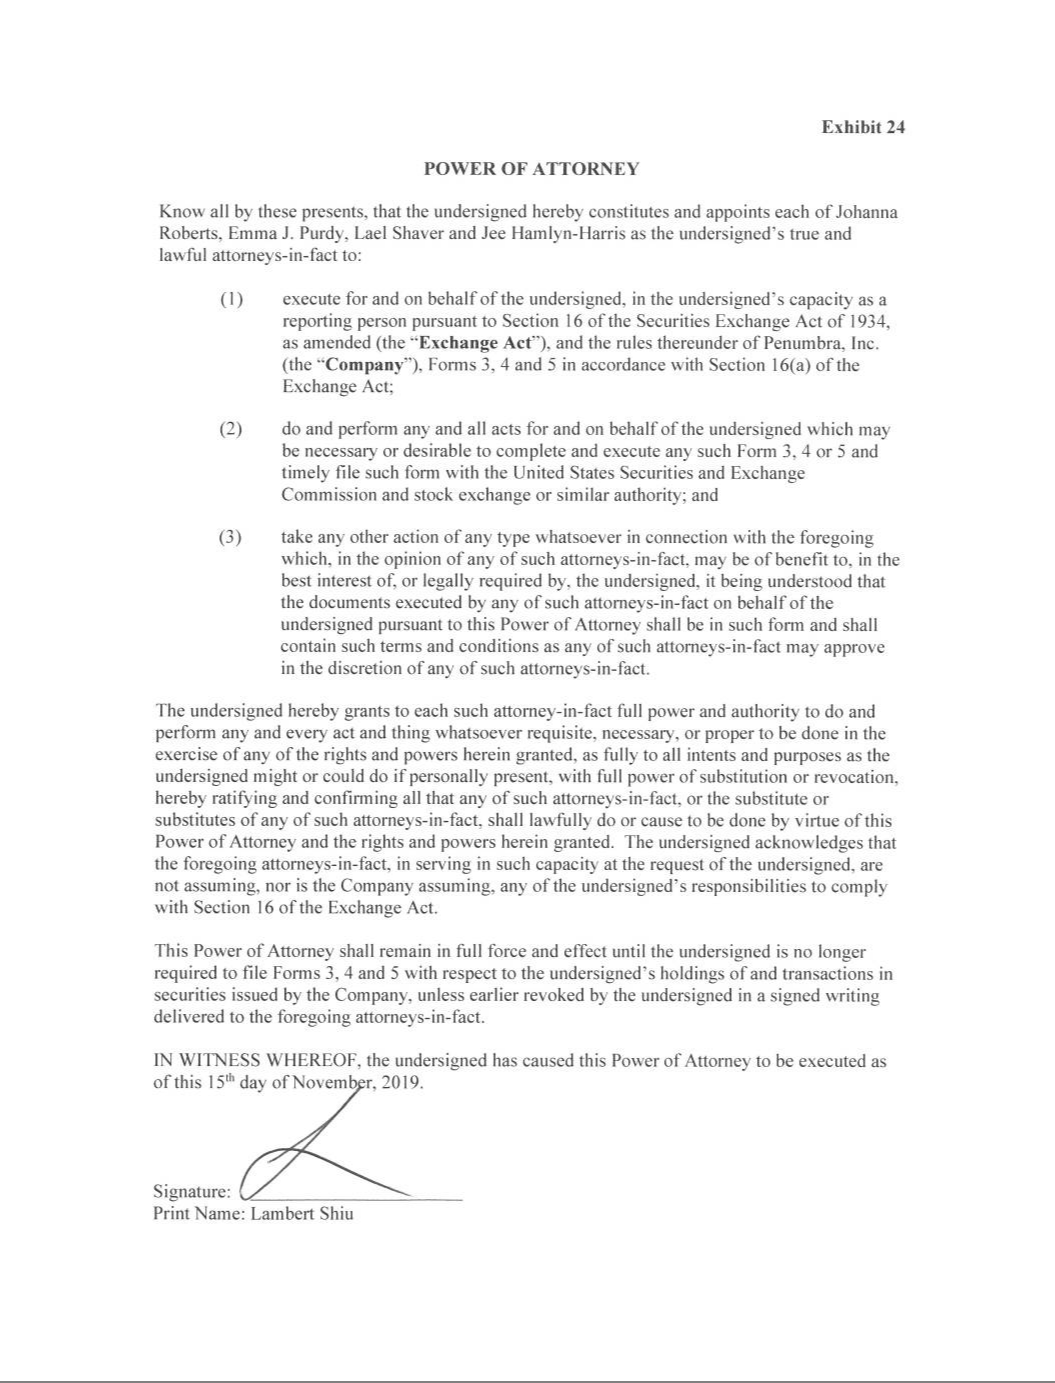 Exhibit 24
POWER OF ATTORNEY
Know all by these presents, that the undersigned hereby constitutes and appoints each of Johanna
Roberts, Emma J. Purdy, Lael Shaver and Jee Hamlyn-Harris as the undersigned's true and
lawful attorneys-in-fact to:
(1) execute for and on behalf of the undersigned, in the undersigned's capacity as a
reporting person pursuant to Section 16 of the Securities Exchange Act of 1934,
as amended (the "Exchange Act"), and the rules thereunder of Penumbra, Inc.
(the "Company"), Forms 3, 4 and 5 in accordance with Section 16(a) of the
Exchange Act;
(2) do and perform any and all acts for and on behalf of the undersigned which may
be necessary or desirable to complete and execute any such Form 3, 4 or 5 and
timely file such form with the United States Securities and Exchange
Commission and stock exchange or similar authority; and
(3) take any other action of any type whatsoever in connection with the foregoing
which, in the opinion of any of such attorneys-in-fact, may be of benefit to, in the
best interest of, or legally required by, the undersigned, it being understood that
the documents executed by any of such attorneys-in-fact on behalf of the
undersigned pursuant to this Power of Attorney shall be in such form and shall
contain such terms and conditions as any of such attorneys-in-fact may approve
in the discretion of any of such attorneys-in-fact.
The undersigned hereby grants to each such attorney-in-fact full power and authority to do and
perform any and every act and thing whatsoever requisite, necessary, or proper to be done in the
exercise of any of the rights and powers herein granted, as fully to all intents and purposes as the
undersigned might or could do if personally present, with full power of substitution or revocation,
hereby ratifying and confirming all that any of such attorneys-in-fact, or the substitute or
substitutes of any of such attorneys-in-fact, shall lawfully do or cause to be done by virtue of this
Power of Attorney and the rights and powers herein granted. The undersigned acknowledges that
the foregoing attorneys-in-fact, in serving in such capacity at the request of the undersigned, are
not assuming, nor is the Company assuming, any of the undersigned's responsibilities to comply
with Section 16 of the Exchange Act.
This Power of Attorney shall remain in full force and effect until the undersigned is no longer
required to file Forms 3, 4 and 5 with respect to the undersigned's holdings of and transactions in
securities issued by the Company, unless earlier revoked by the undersigned in a signed writing
delivered to the foregoing attorneys-in-fact.
IN WITNESS WHEREOF, the undersigned has caused this Power of Attorney to be executed as
of this 15th day of November, 2019.
Signature:
Print Name: Lambert Shiu